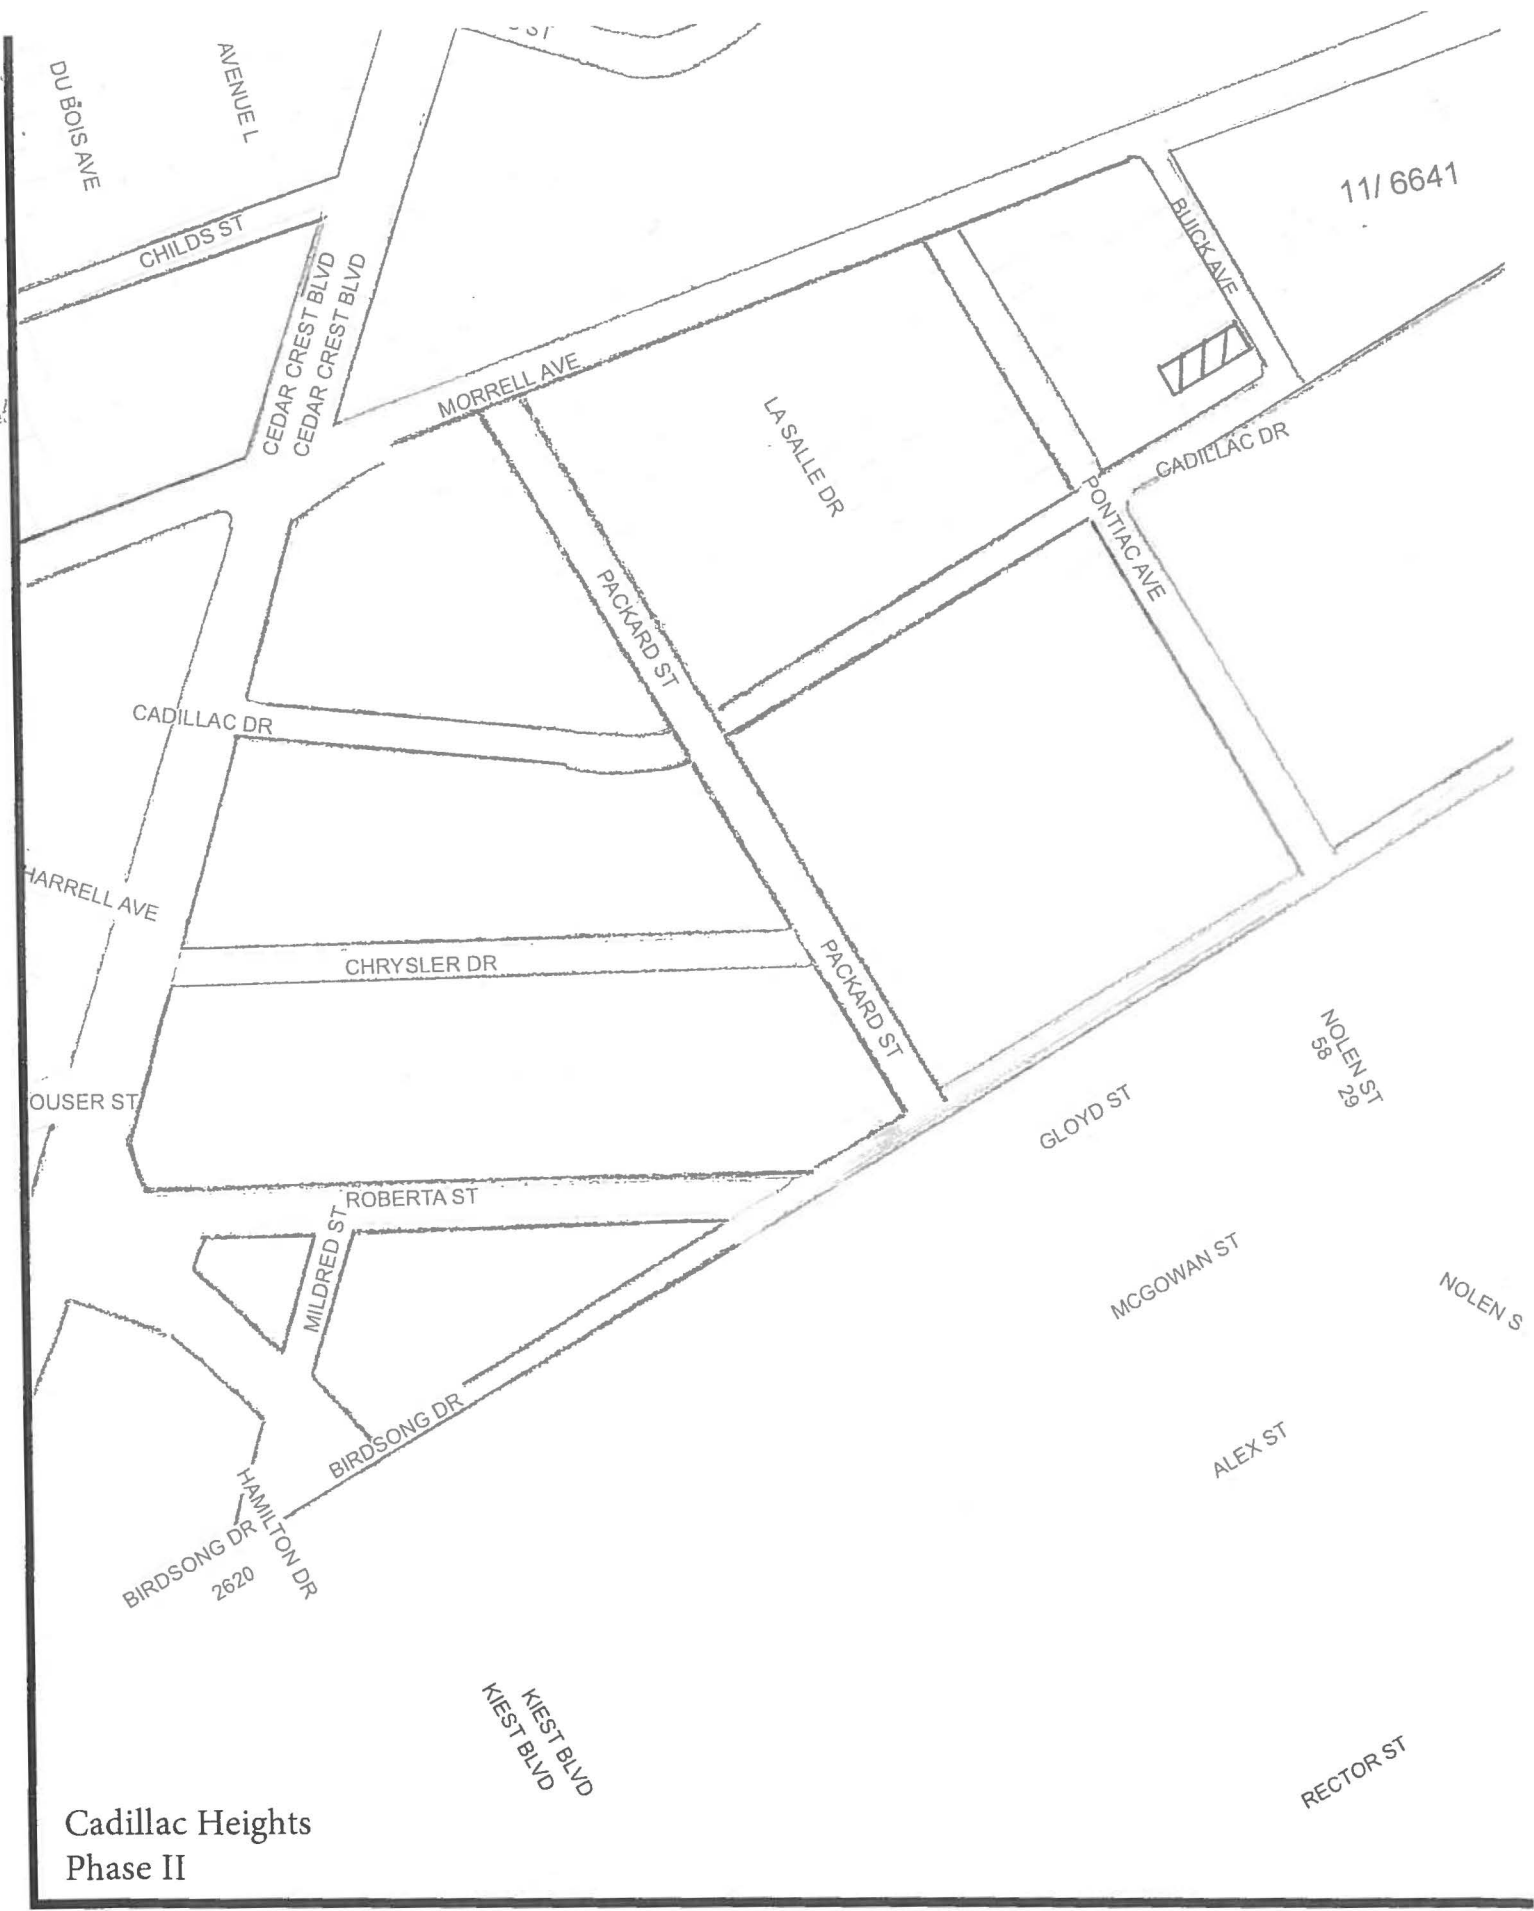 ST
DU BOIS AVE
AVENUE L
11/ 6641
CHILDS ST
BUICK AVE
CEDAR CREST BLVD
CEDAR CREST BLVD
MORRELL AVE
LA SALLE DR
CADILLAC DR
PONTIAC AVE
PACKARD ST
CADILLAC DR
HARRELL AVE
CHRYSLER DR
PACKARD ST
NOLEN ST
58 29
OUSER ST
GLOYD ST
ROBERTA ST
MILDRED ST
MCGOWAN ST
NOLEN S
BIRDSONG DR
ALEX ST
HAMILTON DR
BIRDSONG DR
2620
KIEST BLVD
KIEST BLVD
RECTOR ST
Cadillac Heights
Phase II